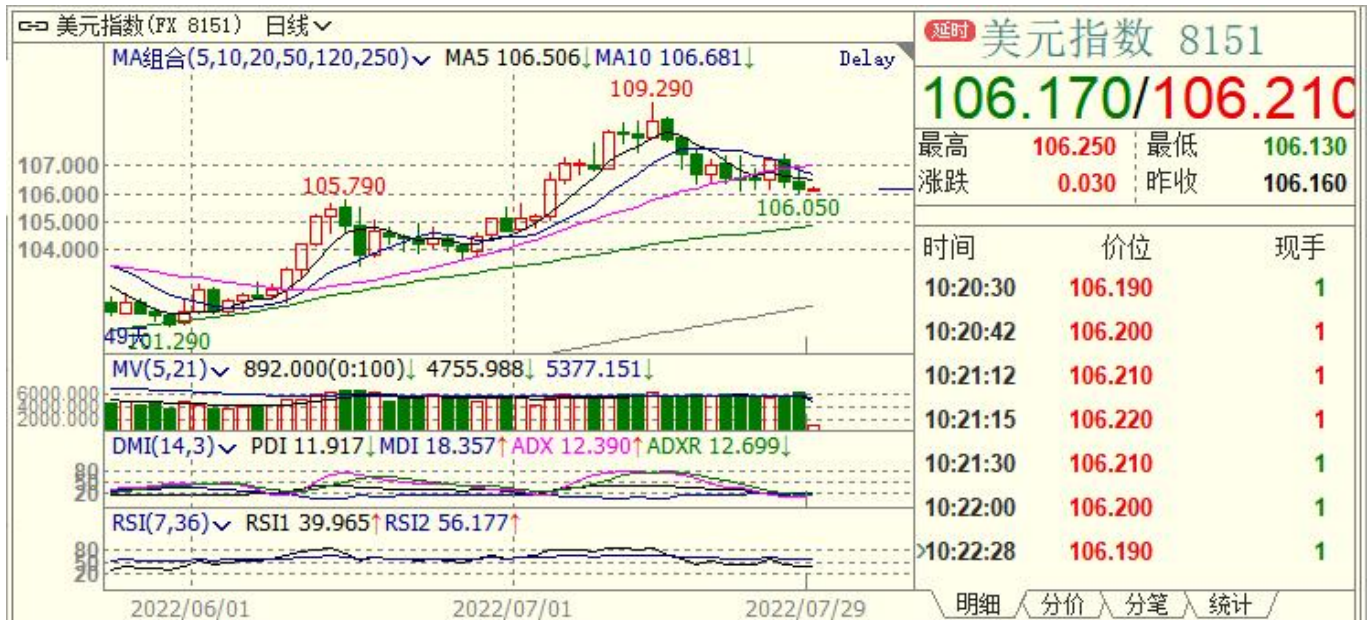 美元指数(FX 8151) 日线
MA组合(5,10,20,50,120,250) MA5 106.506↓MA10 106.681↓ Delay
109.290
107.000
105.790
106.000
106.050
105.000
104.000
49天
101.290
MV(5,21) 892.000(0:100)↓ 4755.988↓ 5377.151↓
6000.000
2000.000
DMI(14,3) PDI 11.917↓MDI 18.357↑ADX 12.390↑ADXR 12.699↓
80
20
RSI(7,36) RSI1 39.965↑RSI2 56.177↑
80
20
2022/06/01 2022/07/01 2022/07/29
延时 美元指数 8151
106.170/106.210
最高 106.250 最低 106.130
涨跌 0.030 昨收 106.160
时间 价位 现手
10:20:30 106.190 1
10:20:42 106.200 1
10:21:12 106.210 1
10:21:15 106.220 1
10:21:30 106.210 1
10:22:00 106.200 1
10:22:28 106.190 1
明细 分价 分笔 统计